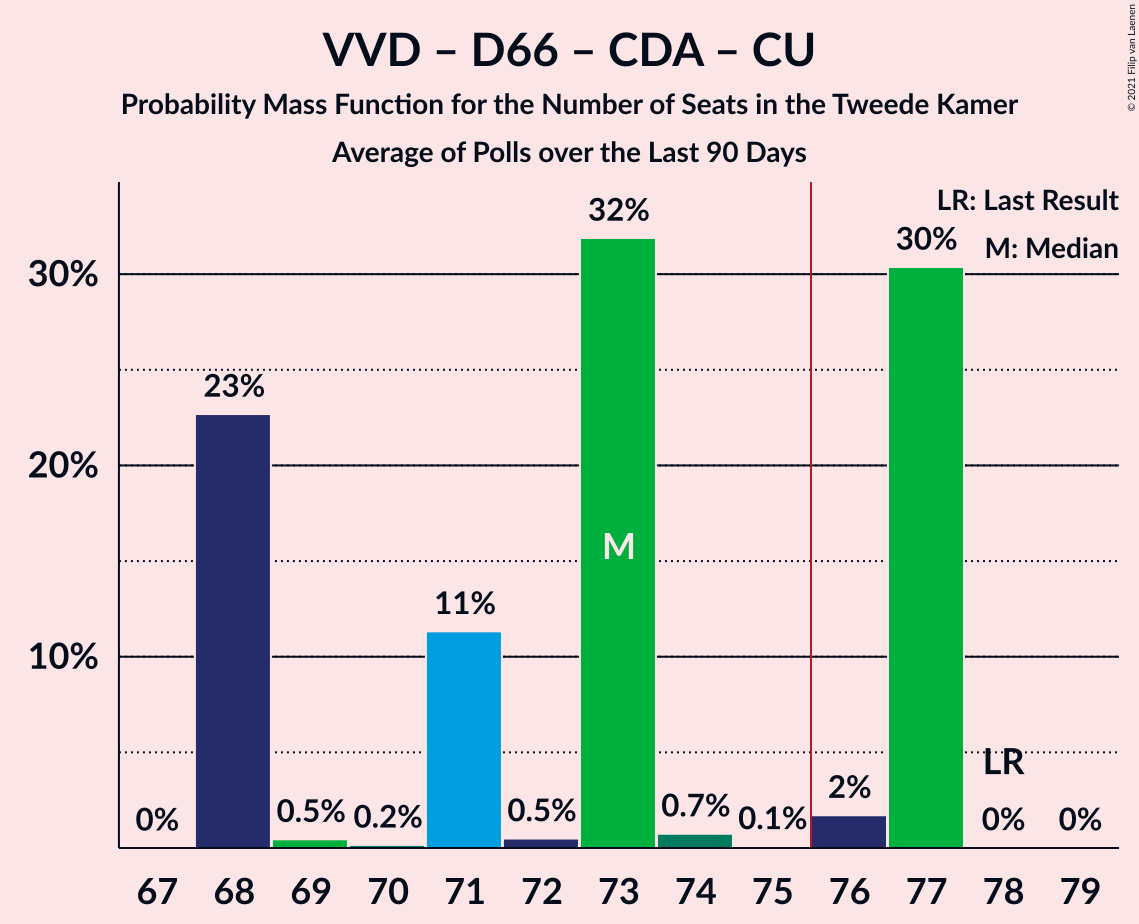 VVD – D66 – CDA – CU
Probability Mass Function for the Number of Seats in the Tweede Kamer
Average of Polls over the Last 90 Days
© 2021 Filip van Laenen
LR: Last Result
M: Median
30%
20%
10%
0%
23%
0.5%
0.2%
11%
0.5%
32%
M
0.7%
0.1%
2%
30%
LR
0%
0%
67 68 69 70 71 72 73 74 75 76 77 78 79